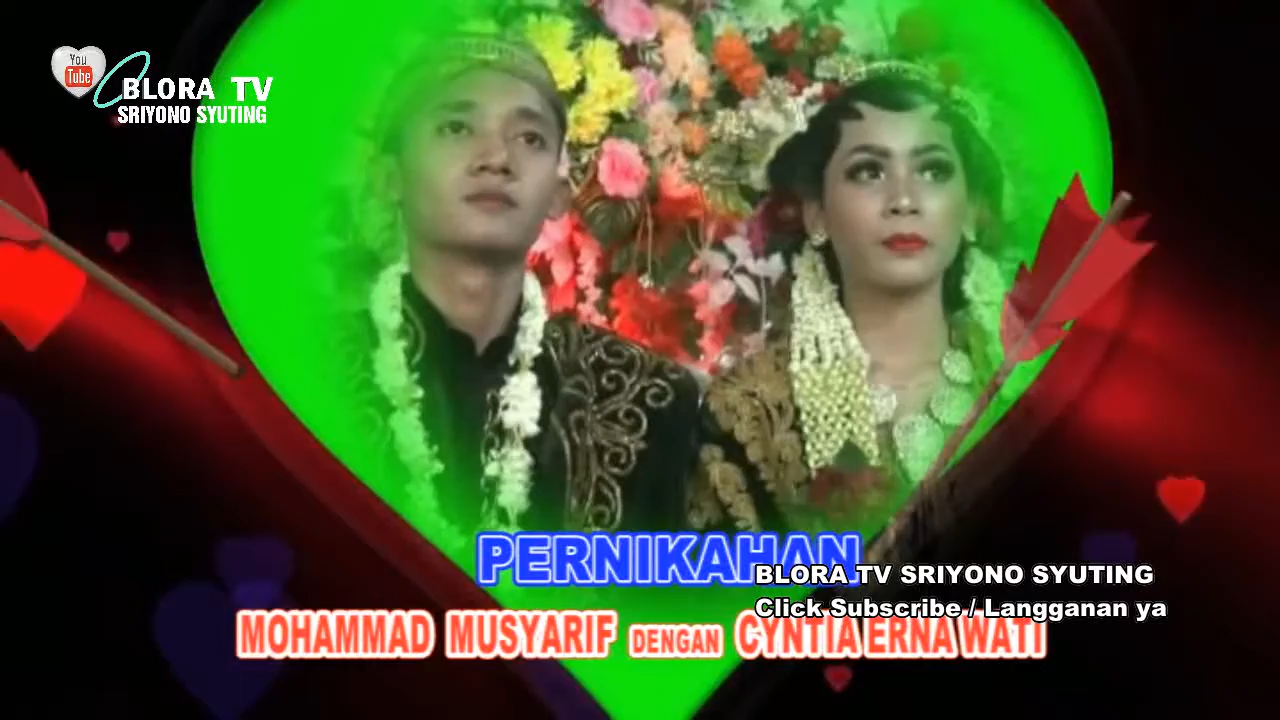 You
Tube
BLORA TV
SRIYONO SYUTING
PERNIKAHAN
BLORA TV SRIYONO SYUTING
Click Subscribe / Langganan ya
MOHAMMAD MUSYARIF DENGAN CYNTIA ERNA WATI